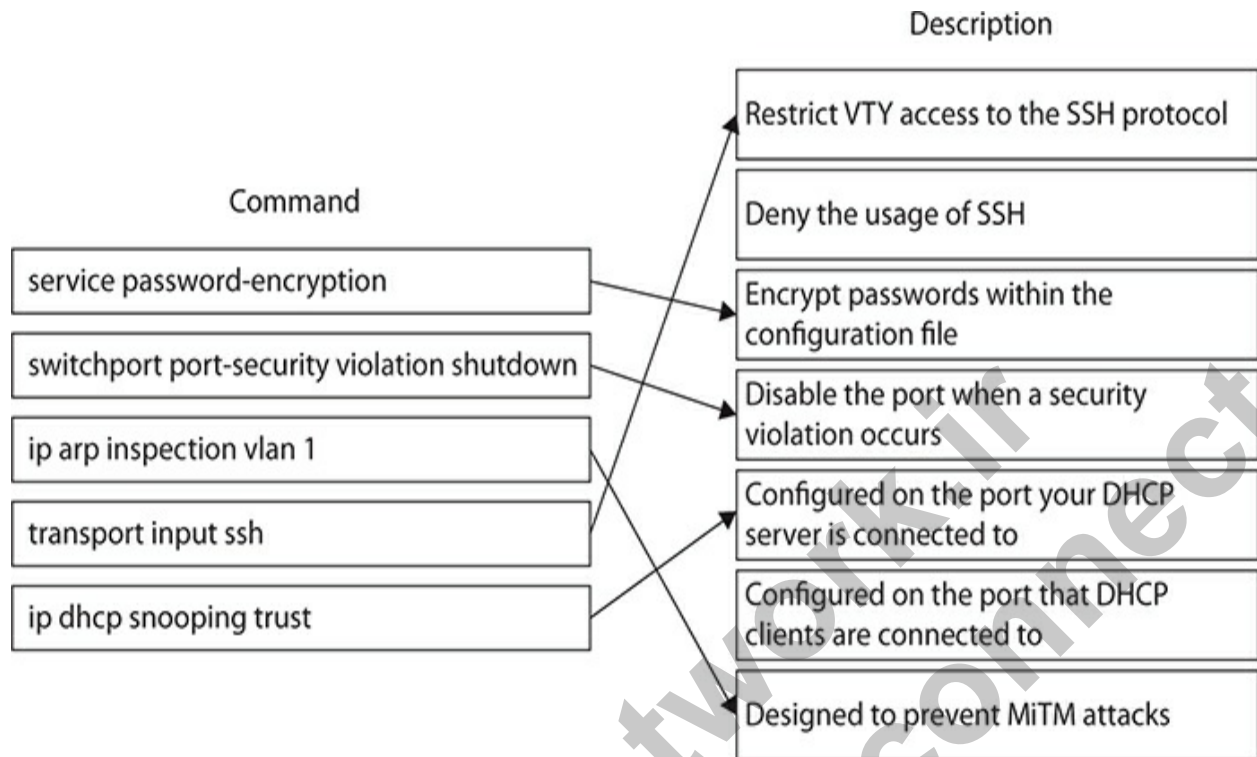 Description
Restrict VTY access to the SSH protocol
Deny the usage of SSH
Encrypt passwords within the
configuration file
Disable the port when a security
violation occurs
Configured on the port your DHCP
server is connected to
Configured on the port that DHCP
clients are connected to
Designed to prevent MiTM attacks
Command
service password-encryption
switchport port-security violation shutdown
ip arp inspection vlan 1
transport input ssh
ip dhcp snooping trust
twork.ir
connect